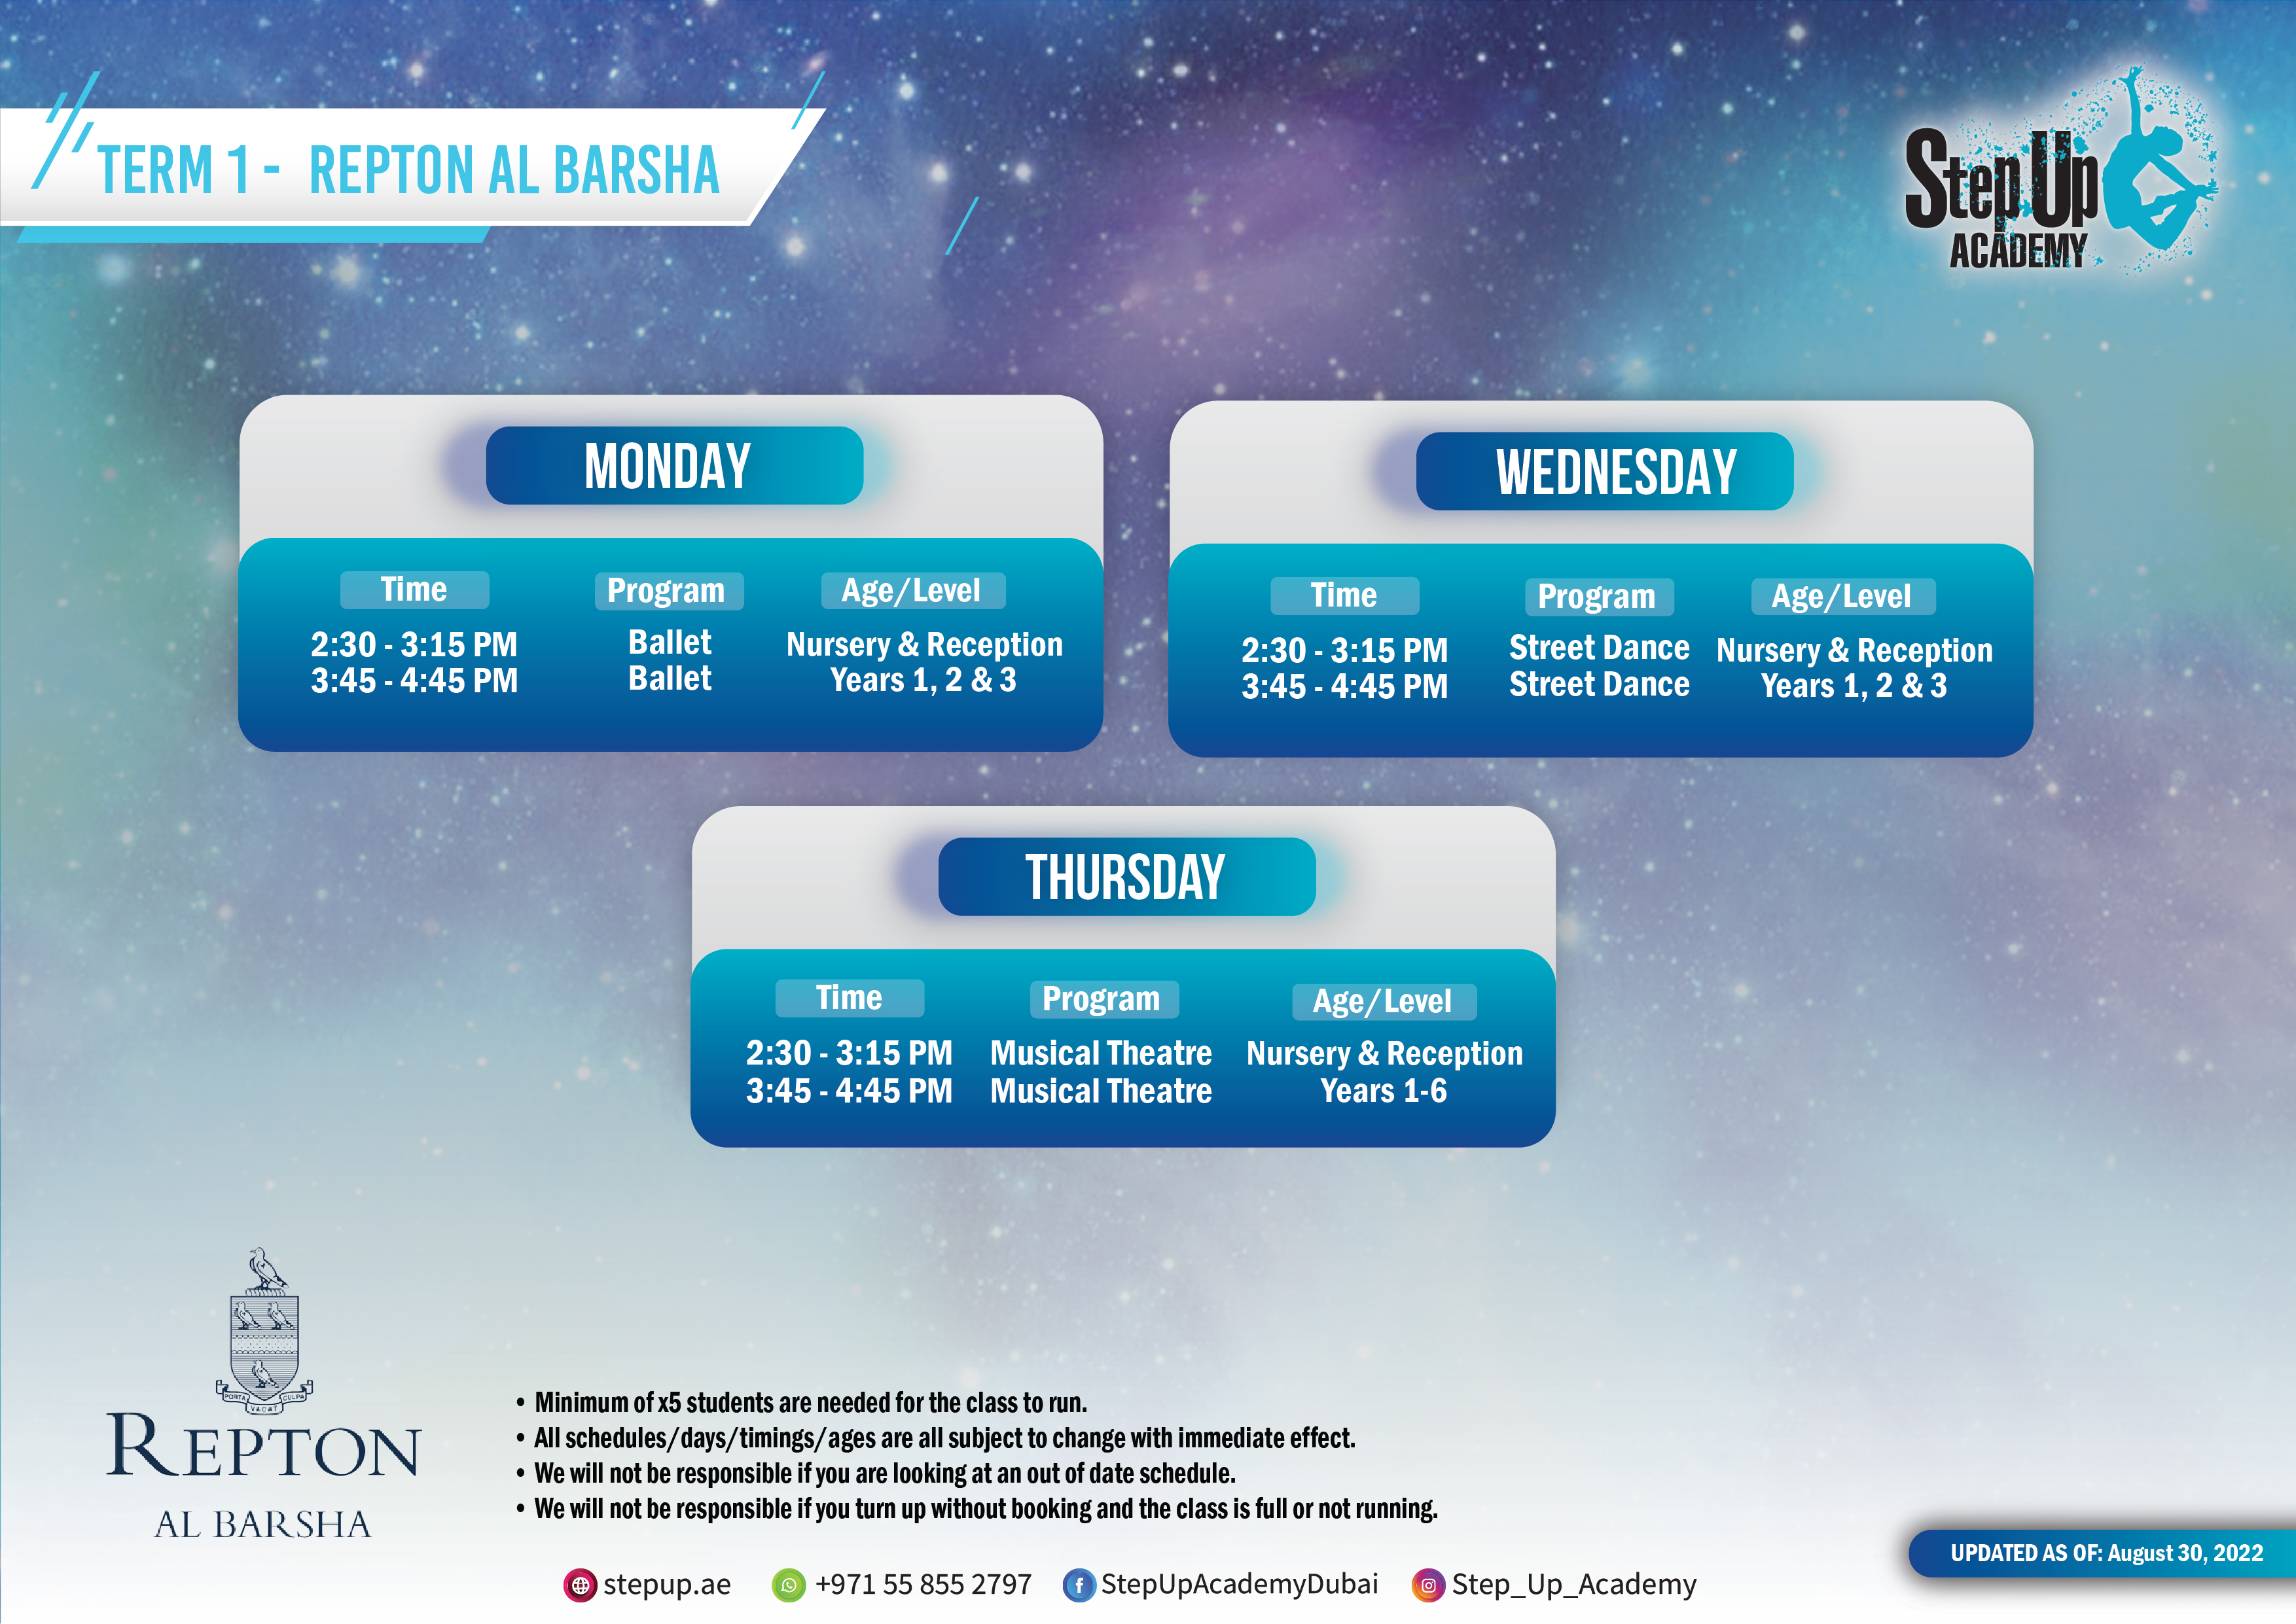 TERM 1 - REPTON AL BARSHA
Step Up
ACADEMY
MONDAY
Time Program Age/Level
2:30 - 3:15 PM Ballet Nursery & Reception
3:45 - 4:45 PM Ballet Years 1, 2 & 3
WEDNESDAY
Time Program Age/Level
2:30 - 3:15 PM Street Dance Nursery & Reception
3:45 - 4:45 PM Street Dance Years 1, 2 & 3
THURSDAY
Time Program Age/Level
2:30 - 3:15 PM Musical Theatre Nursery & Reception
3:45 - 4:45 PM Musical Theatre Years 1-6
PORTA VACAT CULPA
REPTON
AL BARSHA
• Minimum of x5 students are needed for the class to run.
• All schedules/days/timings/ages are all subject to change with immediate effect.
• We will not be responsible if you are looking at an out of date schedule.
• We will not be responsible if you turn up without booking and the class is full or not running.
UPDATED AS OF: August 30, 2022
stepup.ae +971 55 855 2797 StepUpAcademyDubai Step_Up_Academy